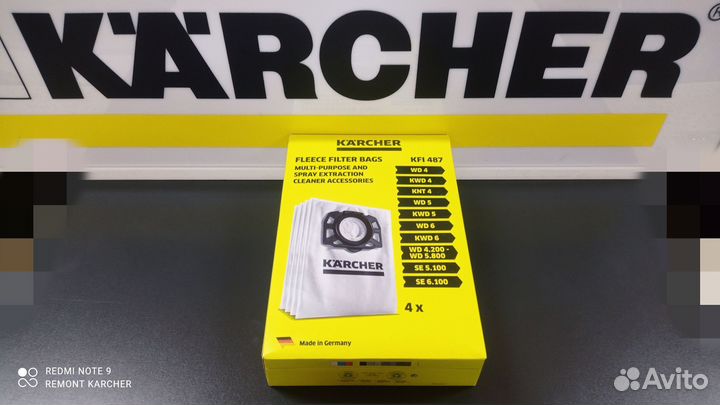 KÄRCHER
®
KÄRCHER
FLEECE FILTER BAGS KFI 487
MULTI-PURPOSE AND
SPRAY EXTRACTION
CLEANER ACCESSORIES
WD 4
KWD 4
KNT 4
WD 5
KWD 5
WD 6
KWD 6
WD 4.200 -
WD 5.800
SE 5.100
SE 6.100
KÄRCHER
4 x
Made in Germany
REDMI NOTE 9
REMONT KARCHER
Avito